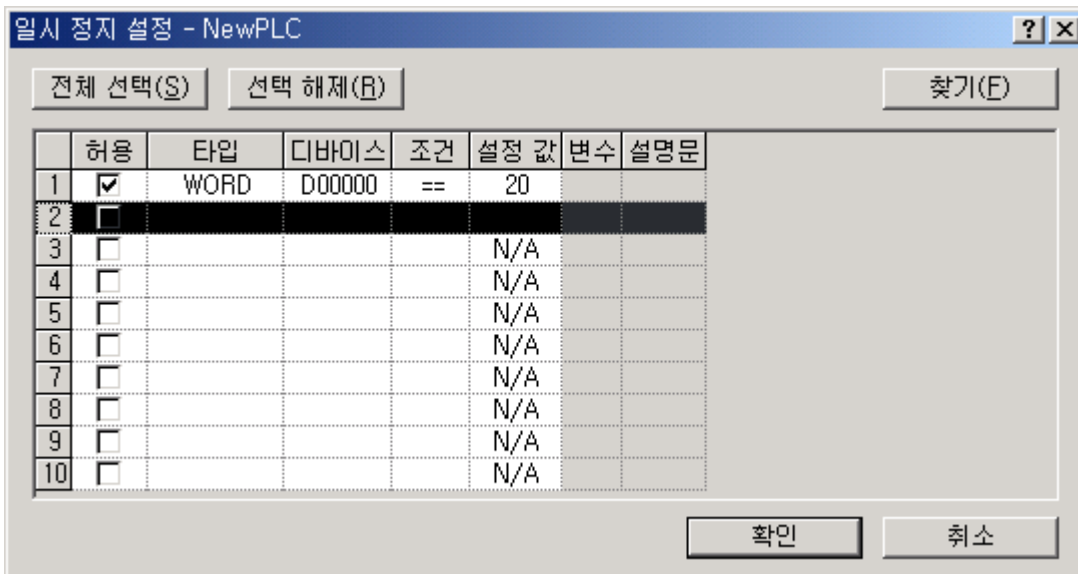 일시 정지 설정 - NewPLC
전체 선택(S) 선택 해제(R) 찾기(F)
허용 타입 디바이스 조건 설정 값 변수 설명문
1 WORD D00000 == 20
2
3 N/A
4 N/A
5 N/A
6 N/A
7 N/A
8 N/A
9 N/A
10 N/A
확인 취소